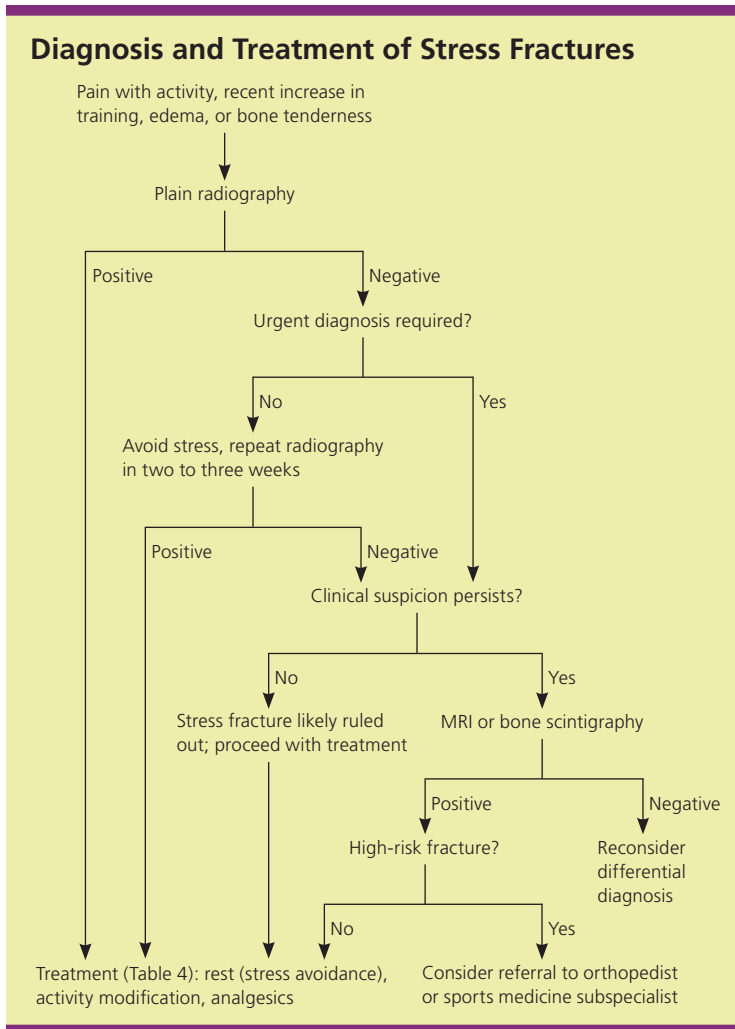 Diagnosis and Treatment of Stress Fractures
Pain with activity, recent increase in
training, edema, or bone tenderness
Plain radiography
Positive
Negative
Urgent diagnosis required?
No
Yes
Avoid stress, repeat radiography
in two to three weeks
Positive
Negative
Clinical suspicion persists?
No
Yes
Stress fracture likely ruled
out; proceed with treatment
MRI or bone scintigraphy
Positive
Negative
High-risk fracture?
Reconsider
differential
diagnosis
No
Yes
Treatment (Table 4): rest (stress avoidance),
activity modification, analgesics
Consider referral to orthopedist
or sports medicine subspecialist